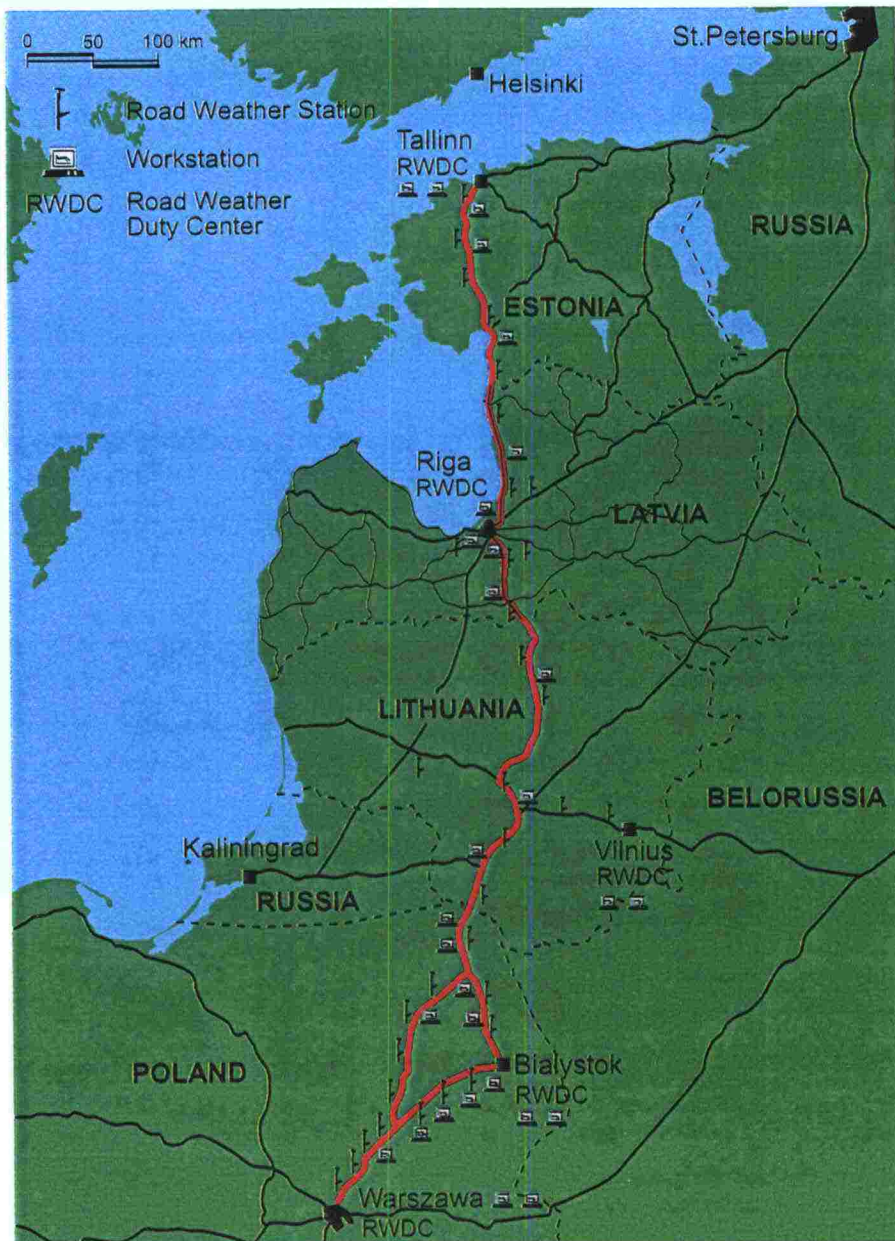 0 50 100 km
Road Weather Station
Workstation
RWDC Road Weather
Duty Center
St.Petersburg
Helsinki
Tallinn
RWDC
RUSSIA
ESTONIA
Riga
RWDC
LATVIA
LITHUANIA
BELORUSSIA
Kaliningrad
Vilnius
RWDC
RUSSIA
POLAND
Bialystok
RWDC
Warszawa
RWDC